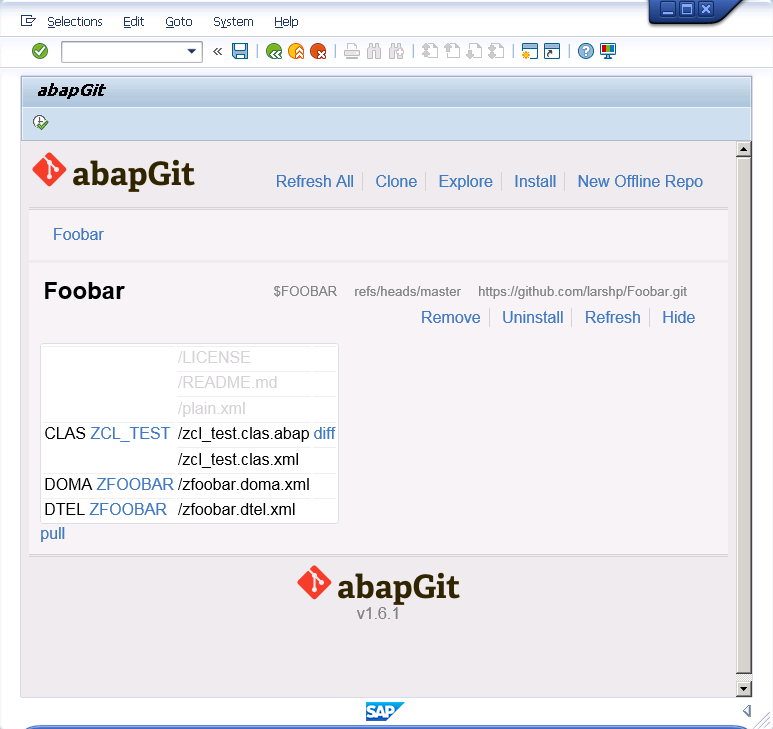 Selections Edit Goto System Help
abapGit
abapGit
Refresh All Clone Explore Install New Offline Repo
Foobar
Foobar $FOOBAR refs/heads/master https://github.com/larshp/Foobar.git
Remove Uninstall Refresh Hide
/LICENSE
/README.md
/plain.xml
CLAS ZCL_TEST /zcl_test.clas.abap diff
/zcl_test.clas.xml
DOMA ZFOOBAR /zfoobar.doma.xml
DTEL ZFOOBAR /zfoobar.dtel.xml
pull
abapGit
v1.6.1
SAP